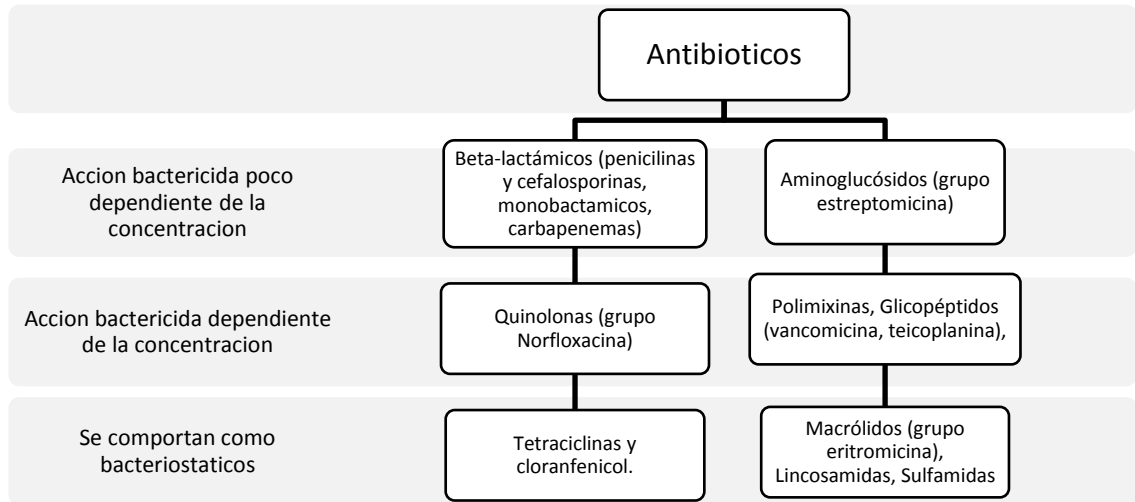 Antibioticos
Accion bactericida poco
dependiente de la
concentracion
Beta-lactámicos (penicilinas
y cefalosporinas,
monobactamicos,
carbapenemas)
Aminoglucósidos (grupo
estreptomicina)
Accion bactericida dependiente
de la concentracion
Quinolonas (grupo
Norfloxacina)
Polimixinas, Glicopéptidos
(vancomicina, teicoplanina),
Se comportan como
bacteriostaticos
Tetraciclinas y
cloranfenicol.
Macrólidos (grupo
eritromicina),
Lincosamidas, Sulfamidas